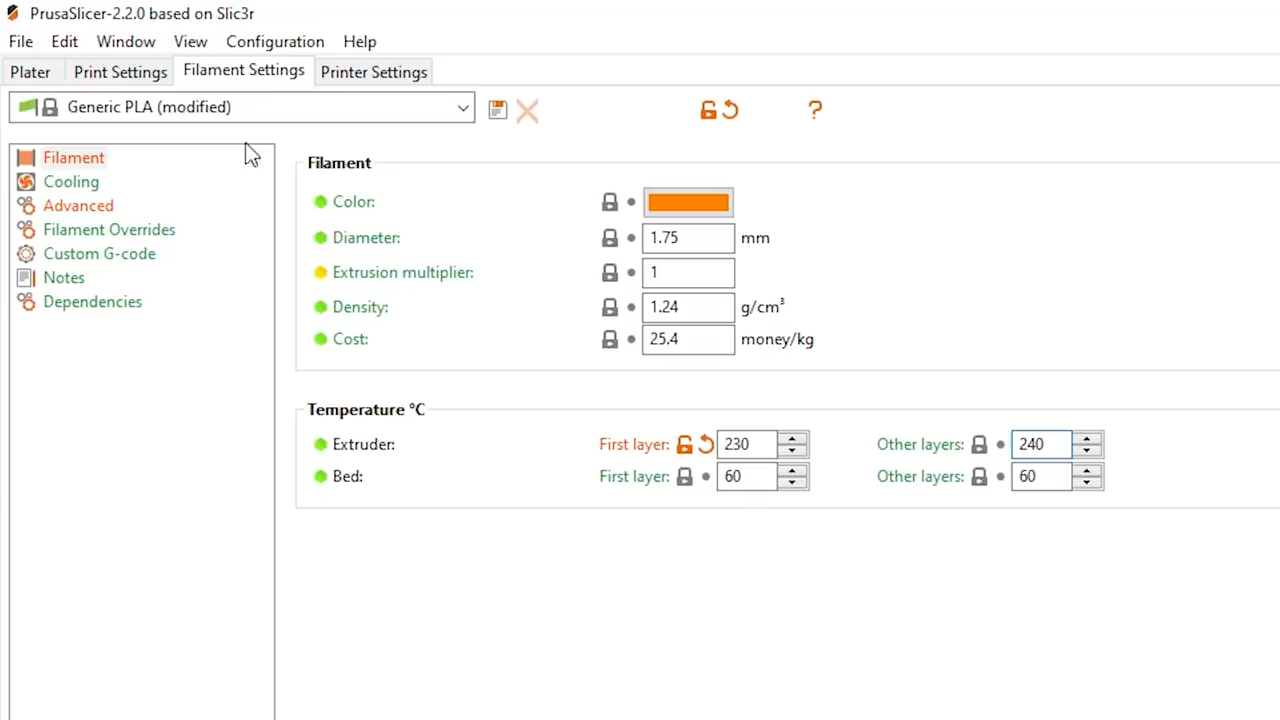 PrusaSlicer-2.2.0 based on Slic3r
File Edit Window View Configuration Help
Plater Print Settings Filament Settings Printer Settings
Generic PLA (modified) ?
Filament
Cooling
Advanced
Filament Overrides
Custom G-code
Notes
Dependencies
Filament
Color:
Diameter: 1.75 mm
Extrusion multiplier: 1
Density: 1.24 g/cm³
Cost: 25.4 money/kg
Temperature °C
Extruder: First layer: 230 Other layers: 240
Bed: First layer: 60 Other layers: 60